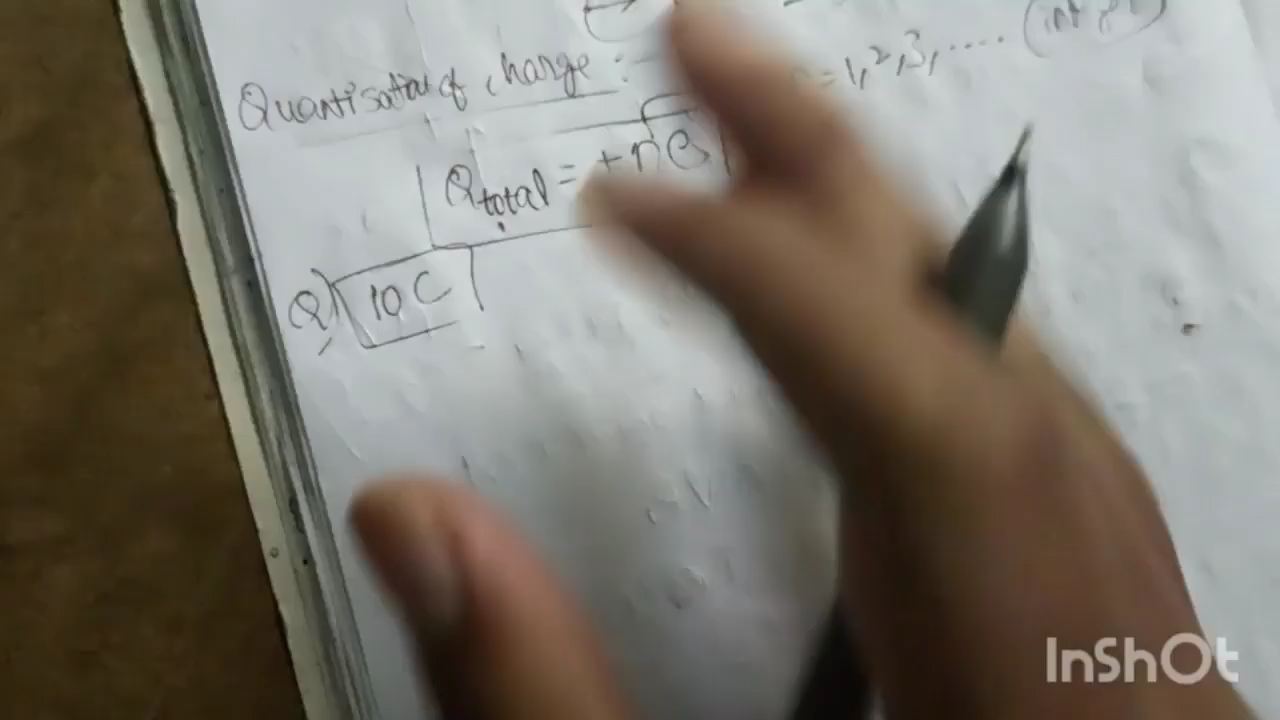 Quantisation of charge :- = 1, 2, 3, ....
Qtotal = ± ne
Q) 10 C
InShOt